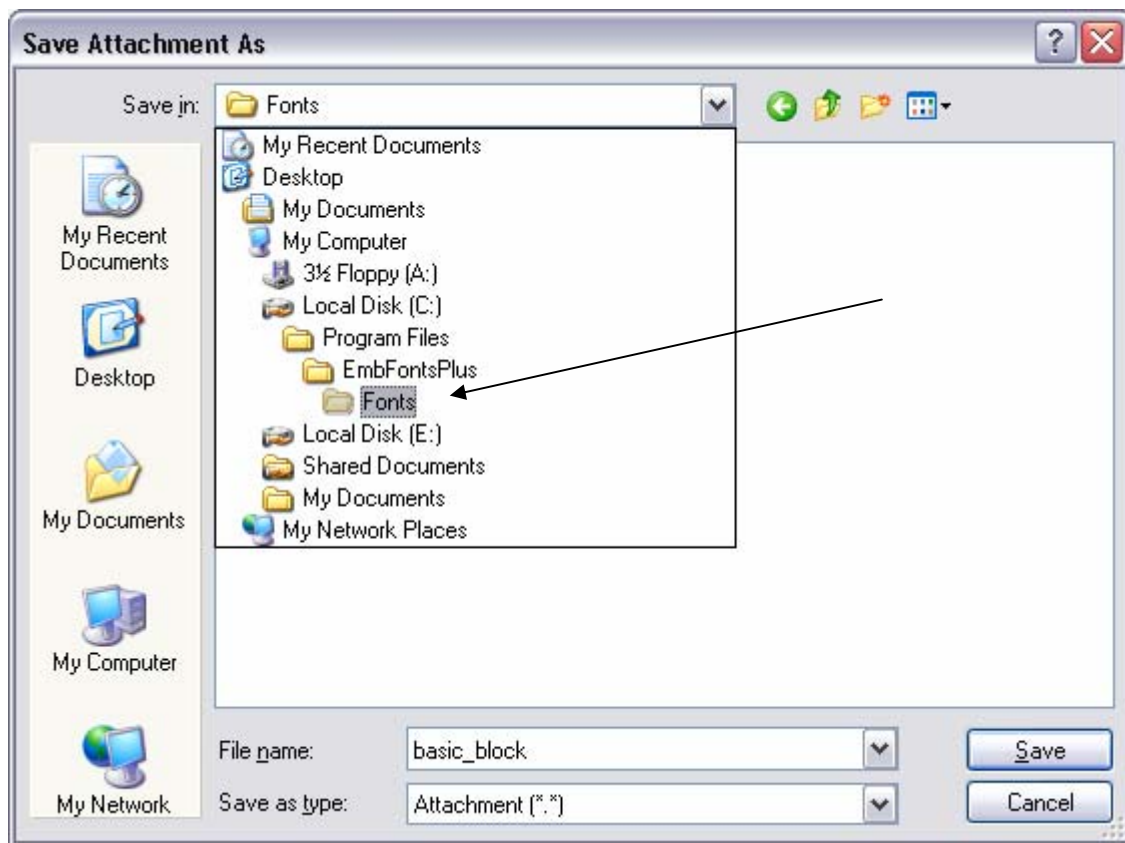 Save Attachment As
Save in:
Fonts
My Recent Documents
Desktop
My Documents
My Computer
3½ Floppy (A:)
Local Disk (C:)
Program Files
EmbFontsPlus
Fonts
Local Disk (E:)
Shared Documents
My Documents
My Network Places
My Recent
Documents
Desktop
My Documents
My Computer
My Network
File name:
basic_block
Save
Save as type:
Attachment (*.*)
Cancel